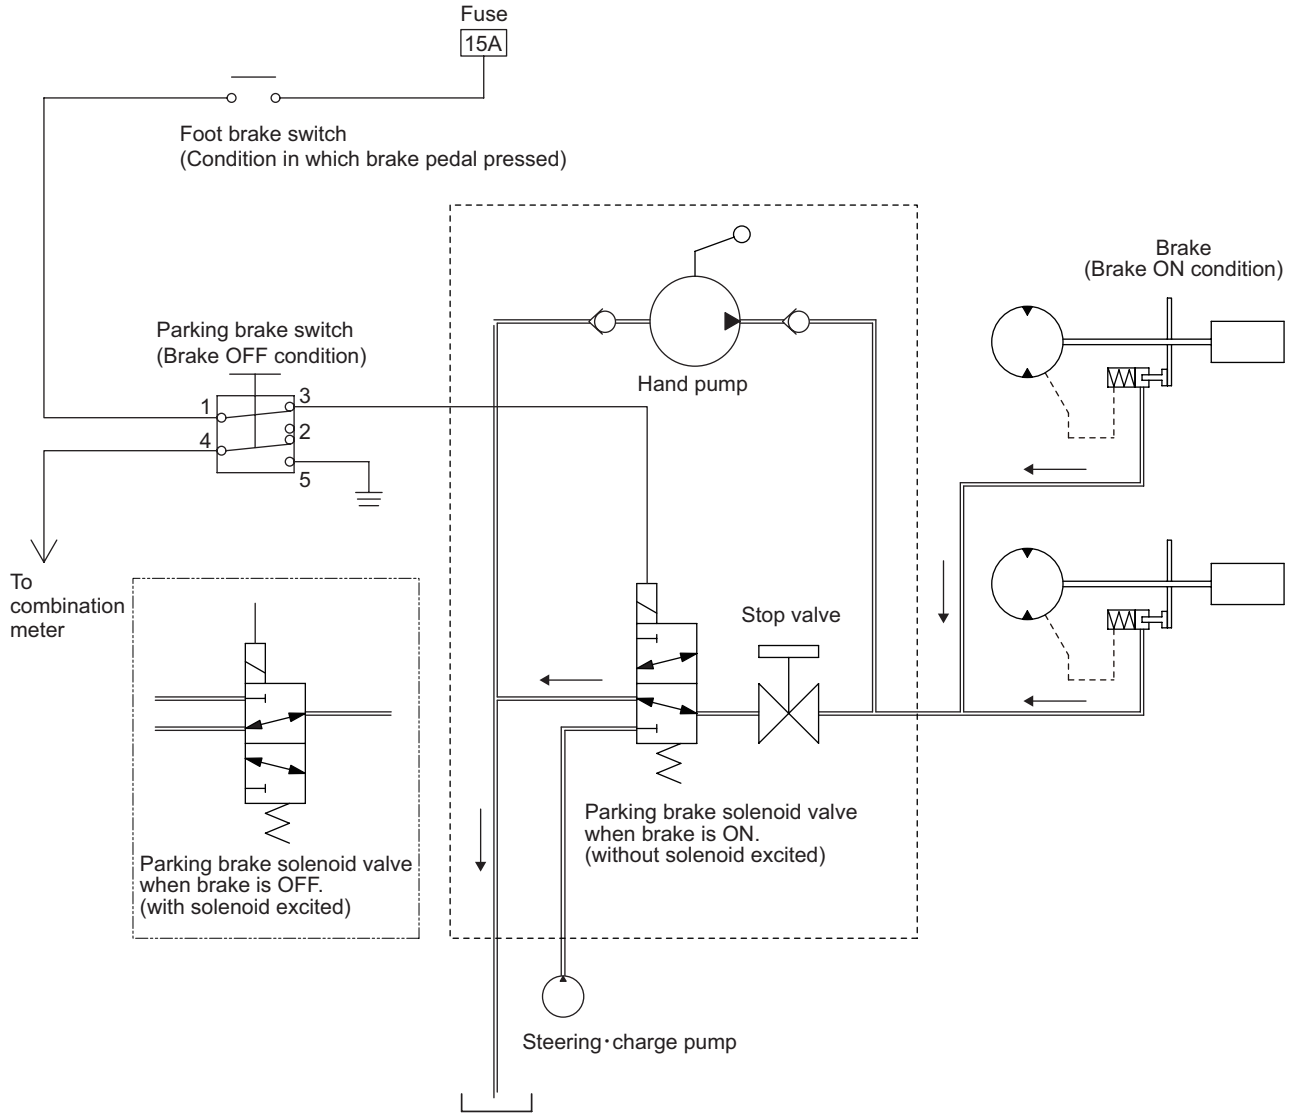 Fuse
15A
Foot brake switch
(Condition in which brake pedal pressed)
Brake
(Brake ON condition)
Parking brake switch
(Brake OFF condition)
Hand pump
1
3
2
4
5
To
combination
meter
Stop valve
Parking brake solenoid valve
when brake is ON.
(without solenoid excited)
Parking brake solenoid valve
when brake is OFF.
(with solenoid excited)
Steering･charge pump